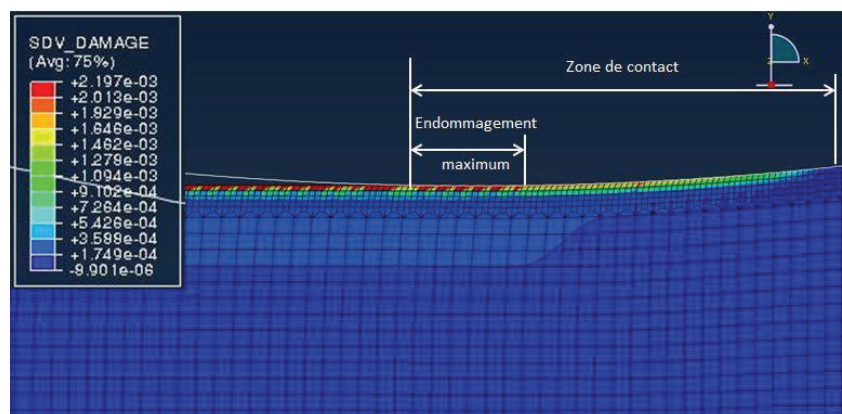 SDV_DAMAGE
(Avg: 75%)
+2.197e-03
+2.013e-03
+1.829e-03
+1.646e-03
+1.462e-03
+1.278e-03
+1.094e-03
+9.102e-04
+7.264e-04
+5.426e-04
+3.588e-04
+1.749e-04
-8.901e-06
Zone de contact
Endommagement
maximum
Y
Z
X